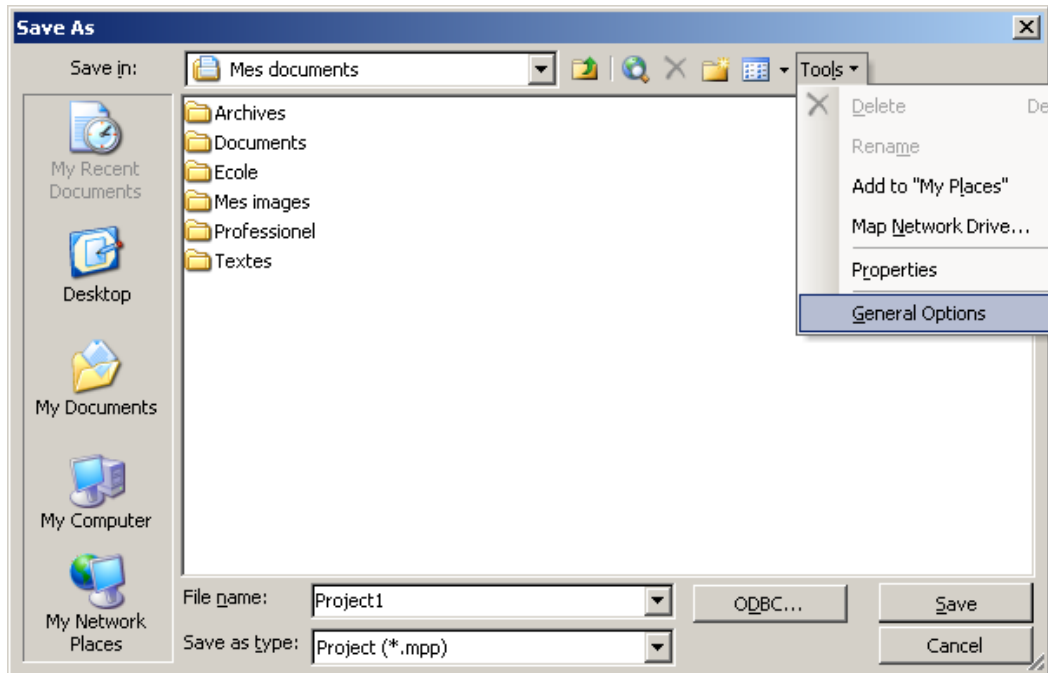 Save As
Save in:
Mes documents
Tools
My Recent
Documents
Desktop
My Documents
My Computer
My Network
Places
Archives
Documents
Ecole
Mes images
Professionel
Textes
Delete De
Rename
Add to "My Places"
Map Network Drive...
Properties
General Options
File name:
Project1
ODBC...
Save
Save as type:
Project (*.mpp)
Cancel